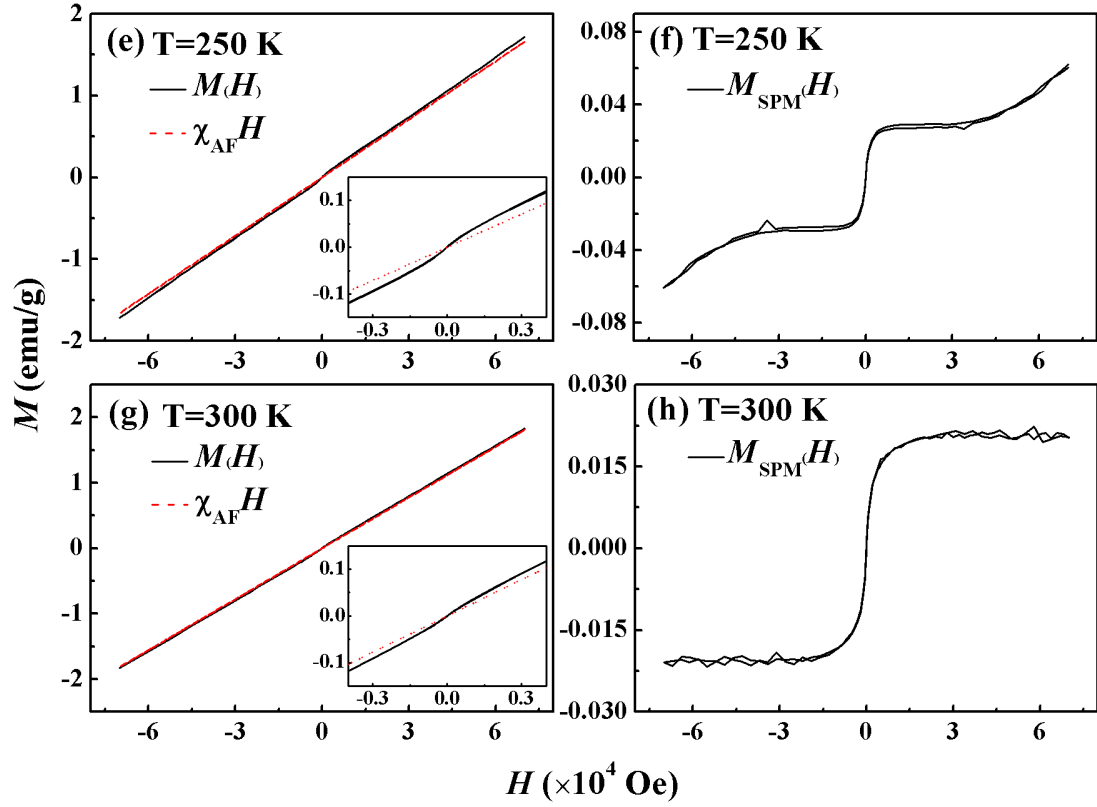 (e) T=250 K
M(H)
χAFH
2
1
0
-1
-2
-6 -3 0 3 6
0.1
0.0
-0.1
-0.3 0.0 0.3
(f) T=250 K
MSPM(H)
0.08
0.04
0.00
-0.04
-0.08
-6 -3 0 3 6
(g) T=300 K
M(H)
χAFH
2
1
0
-1
-2
-6 -3 0 3 6
0.1
0.0
-0.1
-0.3 0.0 0.3
(h) T=300 K
MSPM(H)
0.030
0.015
0.000
-0.015
-0.030
-6 -3 0 3 6
M (emu/g)
H (×10⁴ Oe)